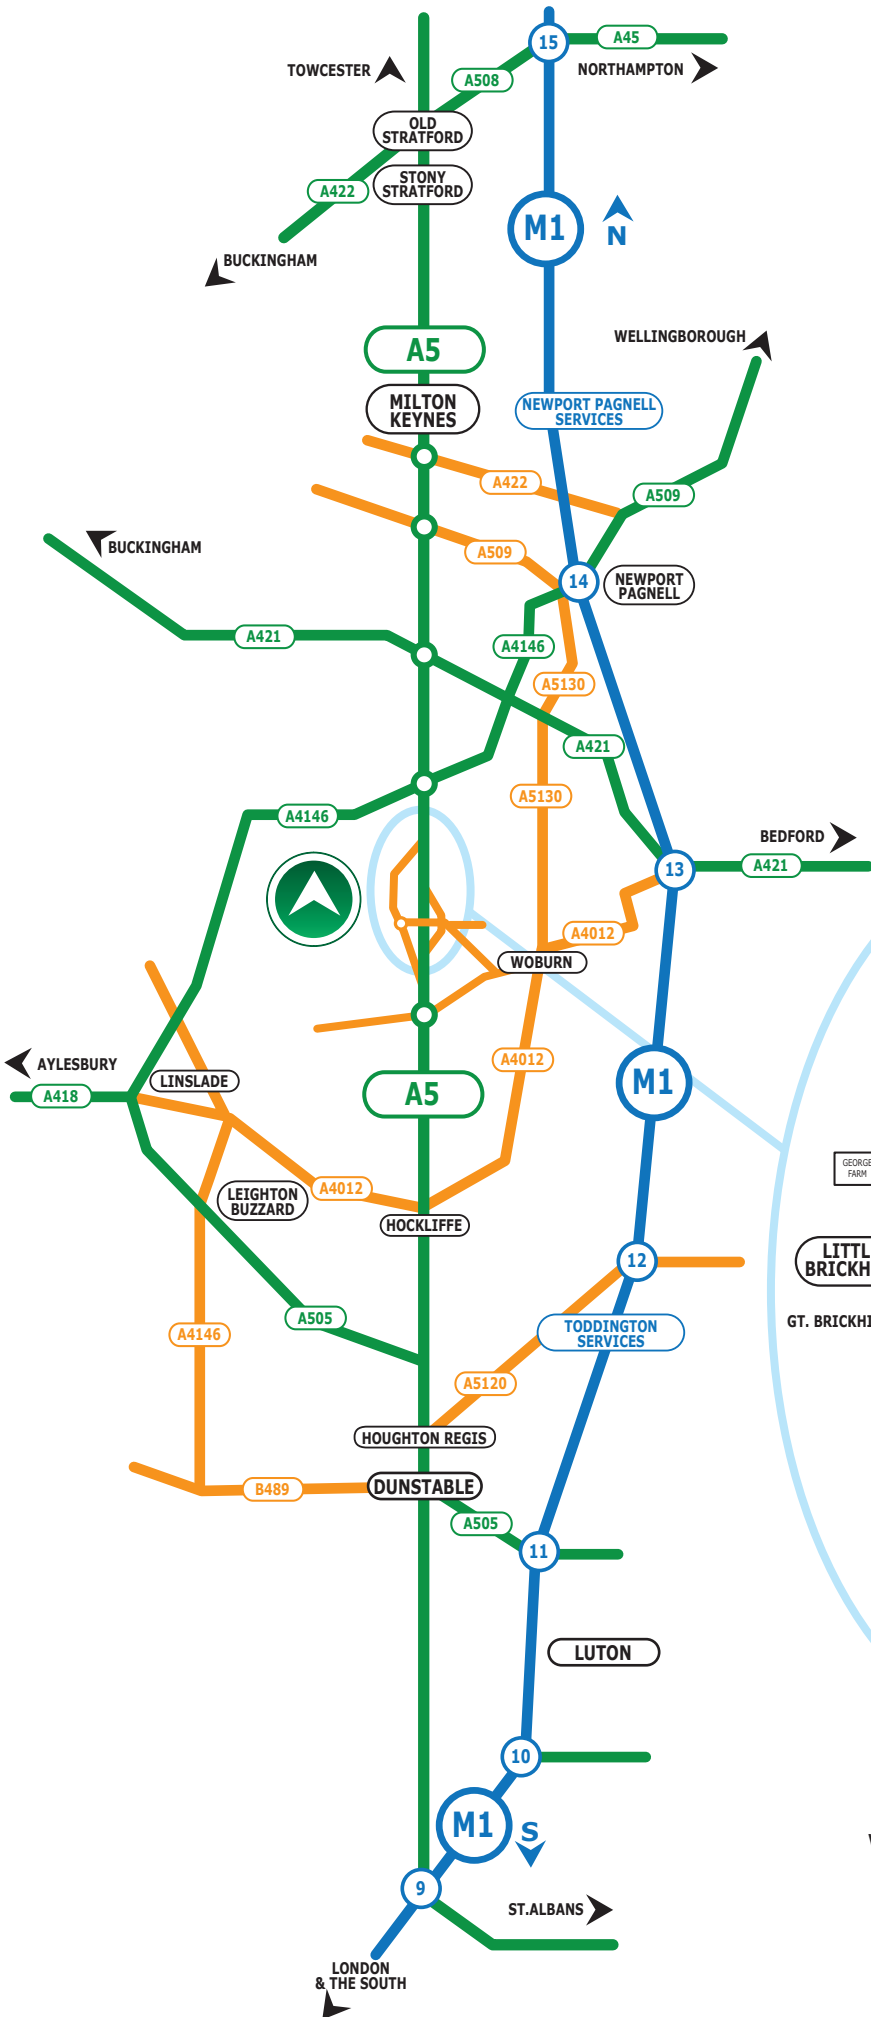 15
A45
TOWCESTER
NORTHAMPTON
A508
OLD
STRATFORD
STONY
STRATFORD
A422
M1
N
BUCKINGHAM
WELLINGBOROUGH
A5
MILTON
KEYNES
NEWPORT PAGNELL
SERVICES
A422
A509
BUCKINGHAM
A509
14
NEWPORT
PAGNELL
A421
A4146
A5130
A421
A5130
A4146
BEDFORD
13
A421
A4012
WOBURN
AYLESBURY
A4012
LINSLADE
M1
A418
A5
GEORGE
FARM
A4012
LEIGHTON
BUZZARD
HOCKLIFFE
LITTL
BRICKH
12
A505
GT. BRICKHI
A4146
TODDINGTON
SERVICES
A5120
HOUGHTON REGIS
B489
DUNSTABLE
A505
11
LUTON
10
M1
S
9
ST.ALBANS
LONDON
& THE SOUTH